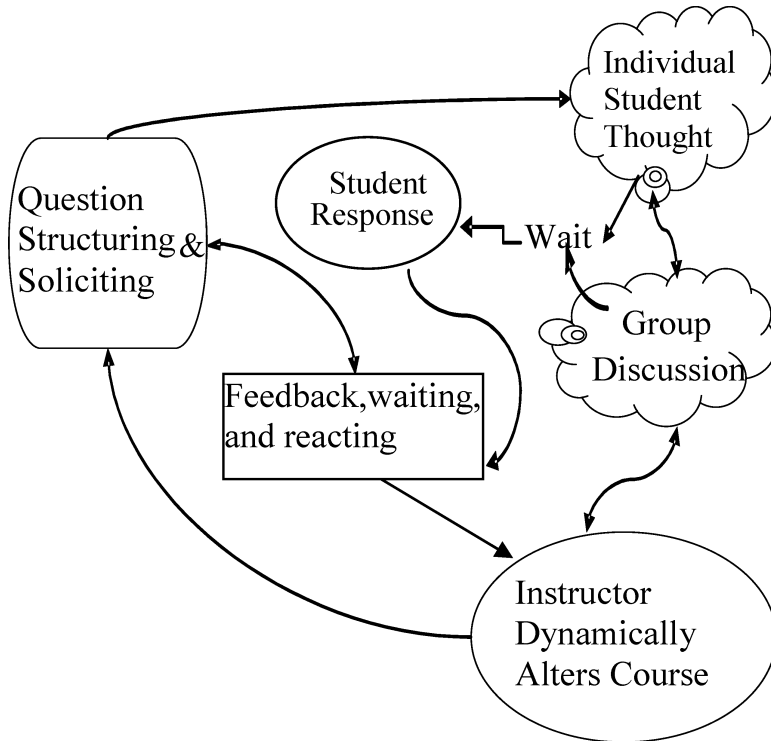 Individual
Student
Thought
Question
Structuring &
Soliciting
Student
Response
Wait
Group
Discussion
Feedback,waiting,
and reacting
Instructor
Dynamically
Alters Course